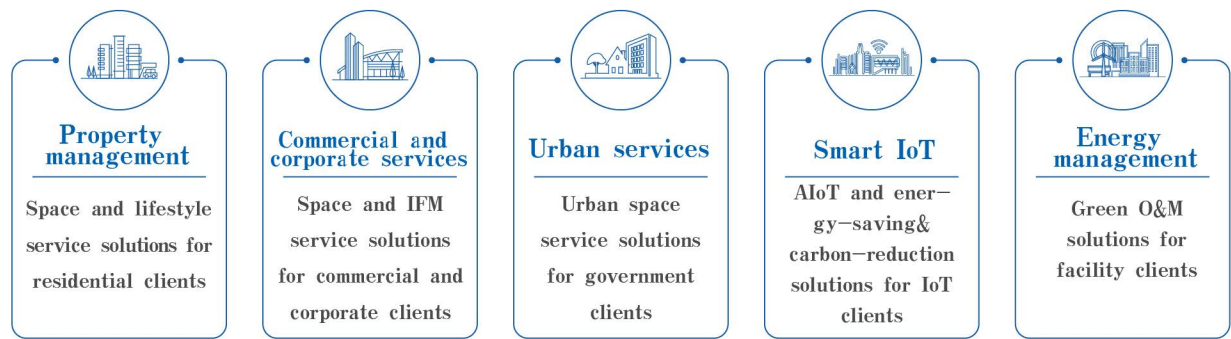 Property
management
Space and lifestyle
service solutions for
residential clients
Commercial and
corporate services
Space and IFM
service solutions
for commercial and
corporate clients
Urban services
Urban space
service solutions
for government
clients
Smart IoT
AIoT and ener-
gy-saving&
carbon-reduction
solutions for IoT
clients
Energy
management
Green O&M
solutions for
facility clients